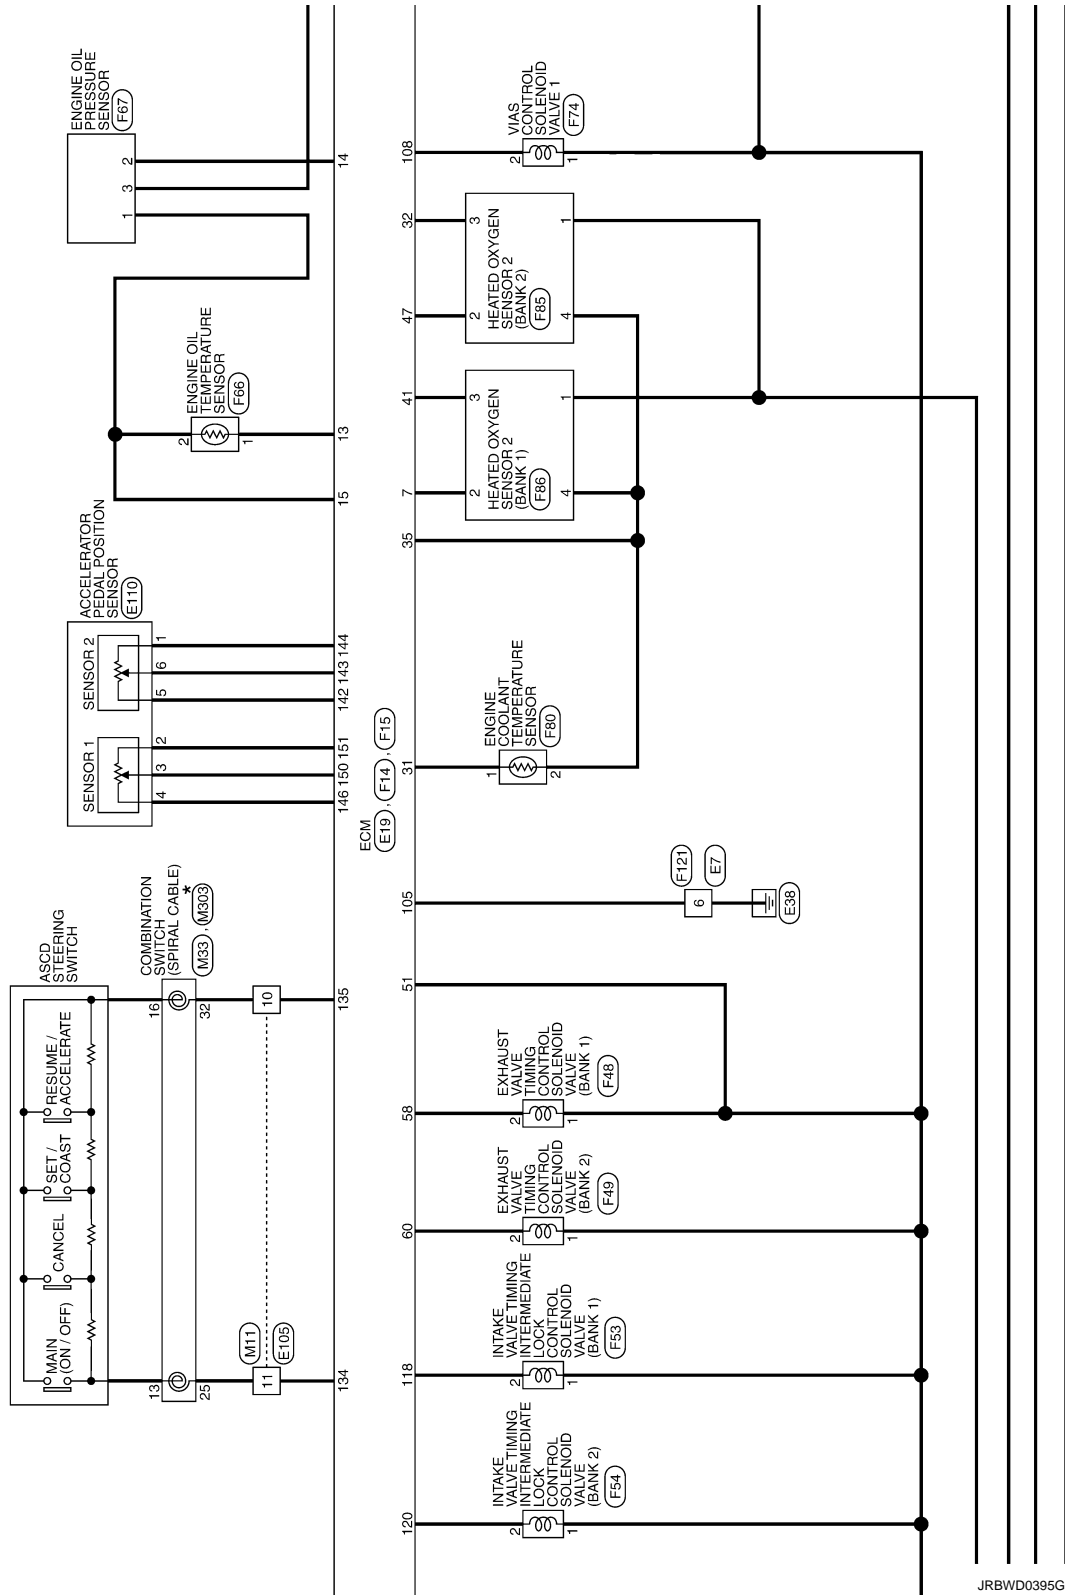 ENGINE OIL
PRESSURE
SENSOR
F67
2
3
1
14
ENGINE OIL
TEMPERATURE
SENSOR
F66
2
1
13
15
ACCELERATOR
PEDAL POSITION
SENSOR
E110
SENSOR 2
1
6
5
144
143
142
SENSOR 1
2
3
4
151
150
146
ECM
E19 , F14 , F15
ASCD
STEERING
SWITCH
RESUME /
ACCELERATE
SET /
COAST
CANCEL
MAIN
(ON / OFF)
COMBINATION
SWITCH
(SPIRAL CABLE)
*
M33 , M303
16
32
10
135
13
25
M11
E105
11
134
108
VIAS
CONTROL
SOLENOID
VALVE 1
F74
2
1
32
3
1
HEATED OXYGEN
SENSOR 2
(BANK 2)
F85
47
2
4
41
3
1
HEATED OXYGEN
SENSOR 2
(BANK 1)
F86
7
2
4
35
ENGINE
COOLANT
TEMPERATURE
SENSOR
F80
31
1
2
105
F121
E7
6
E38
51
EXHAUST
VALVE
TIMING
CONTROL
SOLENOID
VALVE
(BANK 1)
F48
58
2
1
EXHAUST
VALVE
TIMING
CONTROL
SOLENOID
VALVE
(BANK 2)
F49
60
2
1
INTAKE
VALVE TIMING
INTERMEDIATE
LOCK
CONTROL
SOLENOID
VALVE
(BANK 1)
F53
118
2
1
INTAKE
VALVE TIMING
INTERMEDIATE
LOCK
CONTROL
SOLENOID
VALVE
(BANK 2)
F54
120
2
1
JRBWD0395G